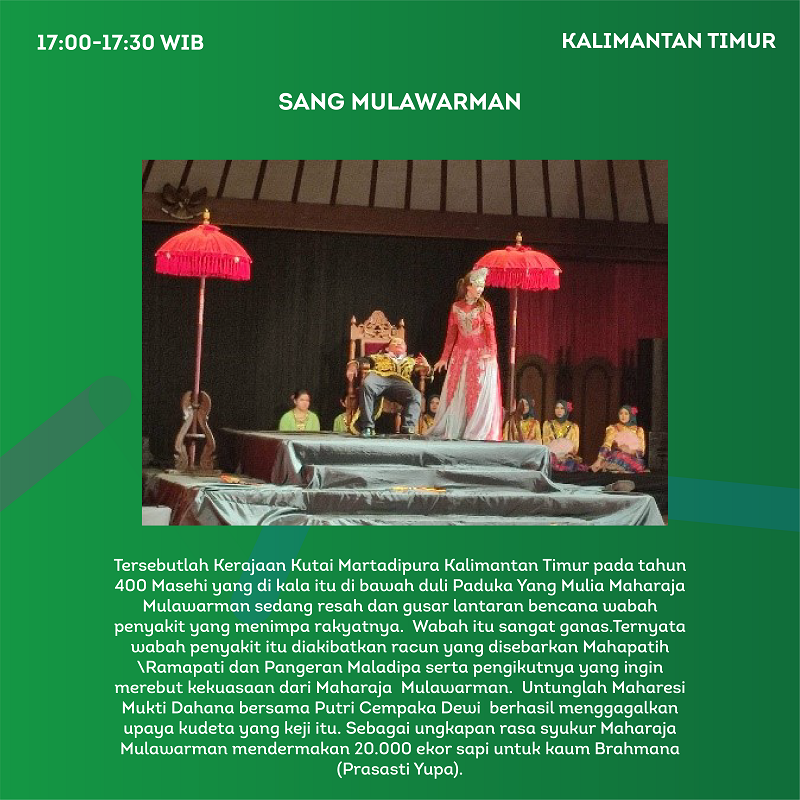 17:00-17:30 WIB
KALIMANTAN TIMUR
SANG MULAWARMAN
Tersebutlah Kerajaan Kutai Martadipura Kalimantan Timur pada tahun
400 Masehi yang di kala itu di bawah duli Paduka Yang Mulia Maharaja
Mulawarman sedang resah dan gusar lantaran bencana wabah
penyakit yang menimpa rakyatnya.  Wabah itu sangat ganas.Ternyata
wabah penyakit itu diakibatkan racun yang disebarkan Mahapatih
\Ramapati dan Pangeran Maladipa serta pengikutnya yang ingin
merebut kekuasaan dari Maharaja  Mulawarman.  Untunglah Maharesi
Mukti Dahana bersama Putri Cempaka Dewi  berhasil menggagalkan
upaya kudeta yang keji itu. Sebagai ungkapan rasa syukur Maharaja
Mulawarman mendermakan 20.000 ekor sapi untuk kaum Brahmana
(Prasasti Yupa).